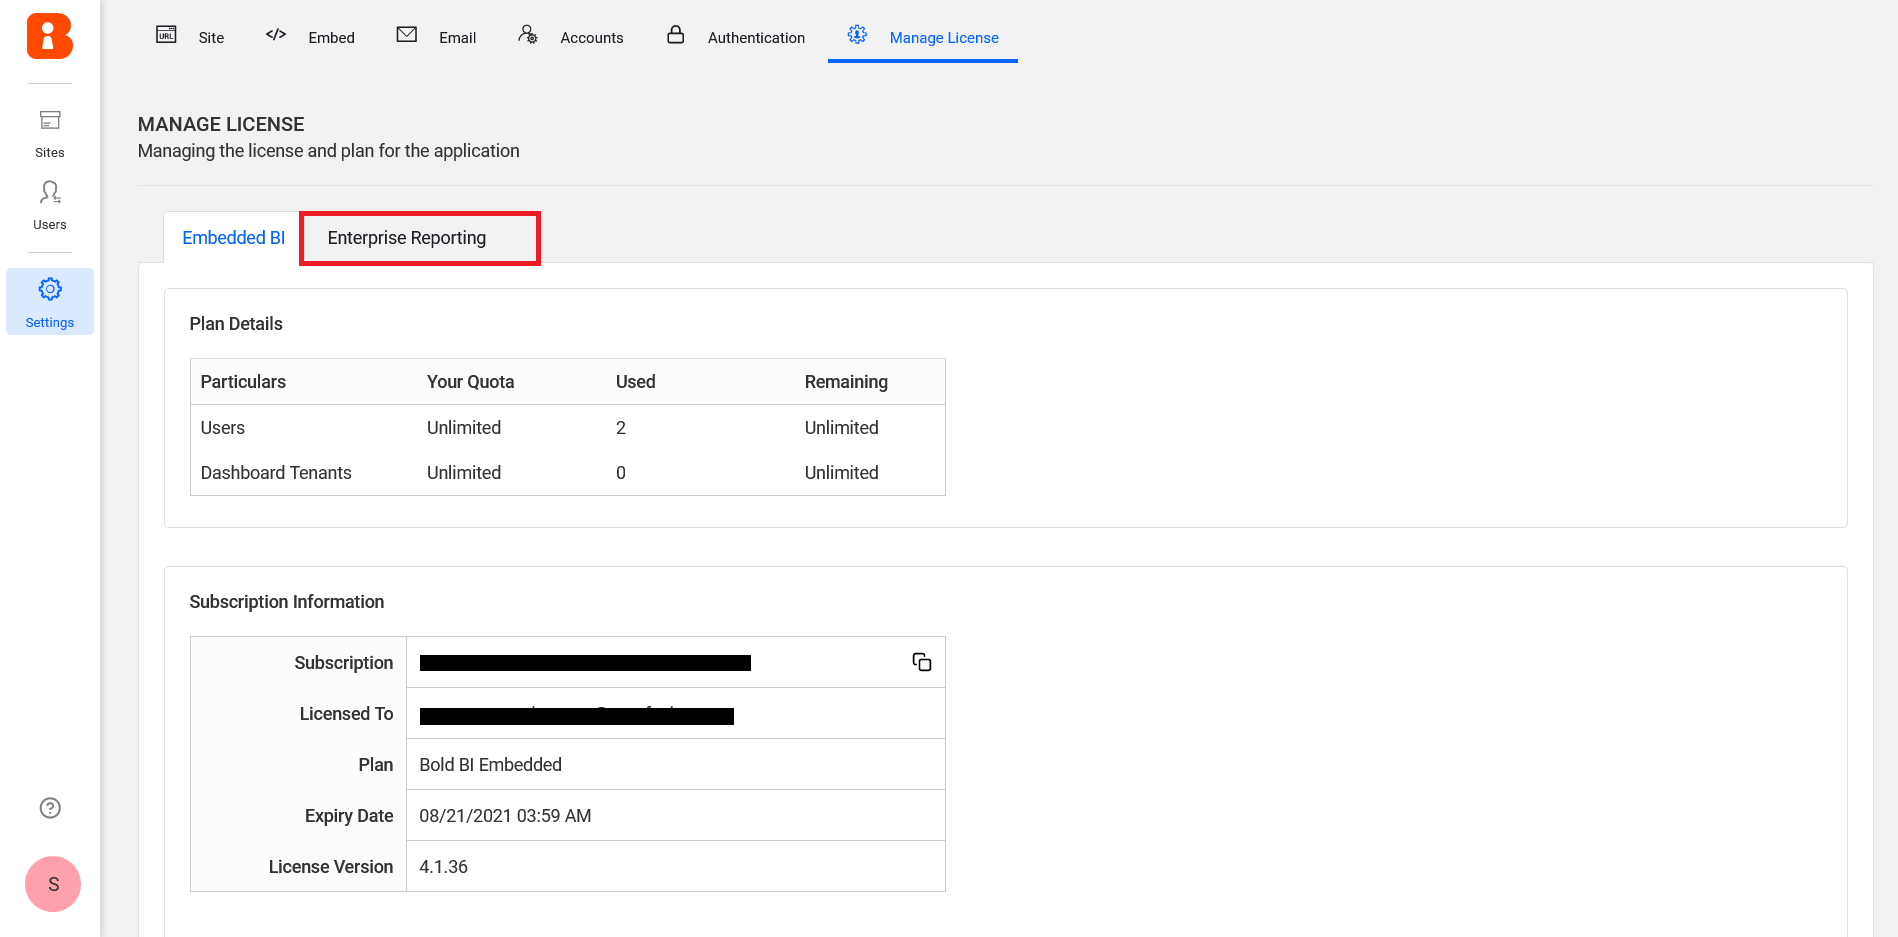 URL Site </> Embed Email Accounts Authentication Manage License
Sites
Users
Settings
S
MANAGE LICENSE
Managing the license and plan for the application
Embedded BI Enterprise Reporting
Plan Details
Particulars Your Quota Used Remaining
Users Unlimited 2 Unlimited
Dashboard Tenants Unlimited 0 Unlimited
Subscription Information
Subscription
Licensed To
Plan Bold BI Embedded
Expiry Date 08/21/2021 03:59 AM
License Version 4.1.36